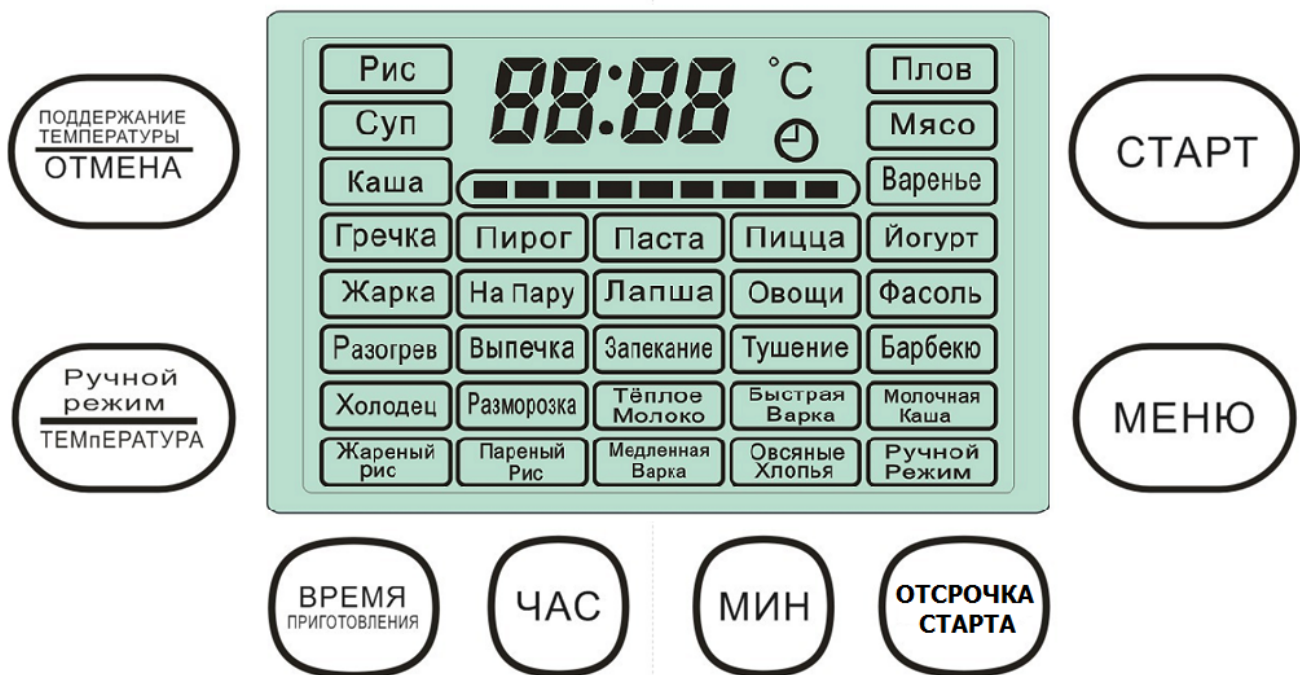 ПОДДЕРЖАНИЕ
ТЕМПЕРАТУРЫ
ОТМЕНА
Ручной
режим
ТЕМпЕРАТУРА
Рис 88:88 °C Плов
Суп Мясо
Каша Варенье
Гречка Пирог Паста Пицца Йогурт
Жарка На Пару Лапша Овощи Фасоль
Разогрев Выпечка Запекание Тушение Барбекю
Холодец Разморозка Тёплое Молоко Быстрая Варка Молочная Каша
Жареный рис Пареный Рис Медленная Варка Овсяные Хлопья Ручной Режим
СТАРТ
МЕНЮ
ВРЕМЯ
ПРИГОТОВЛЕНИЯ
ЧАС
МИН
ОТСРОЧКА
СТАРТА